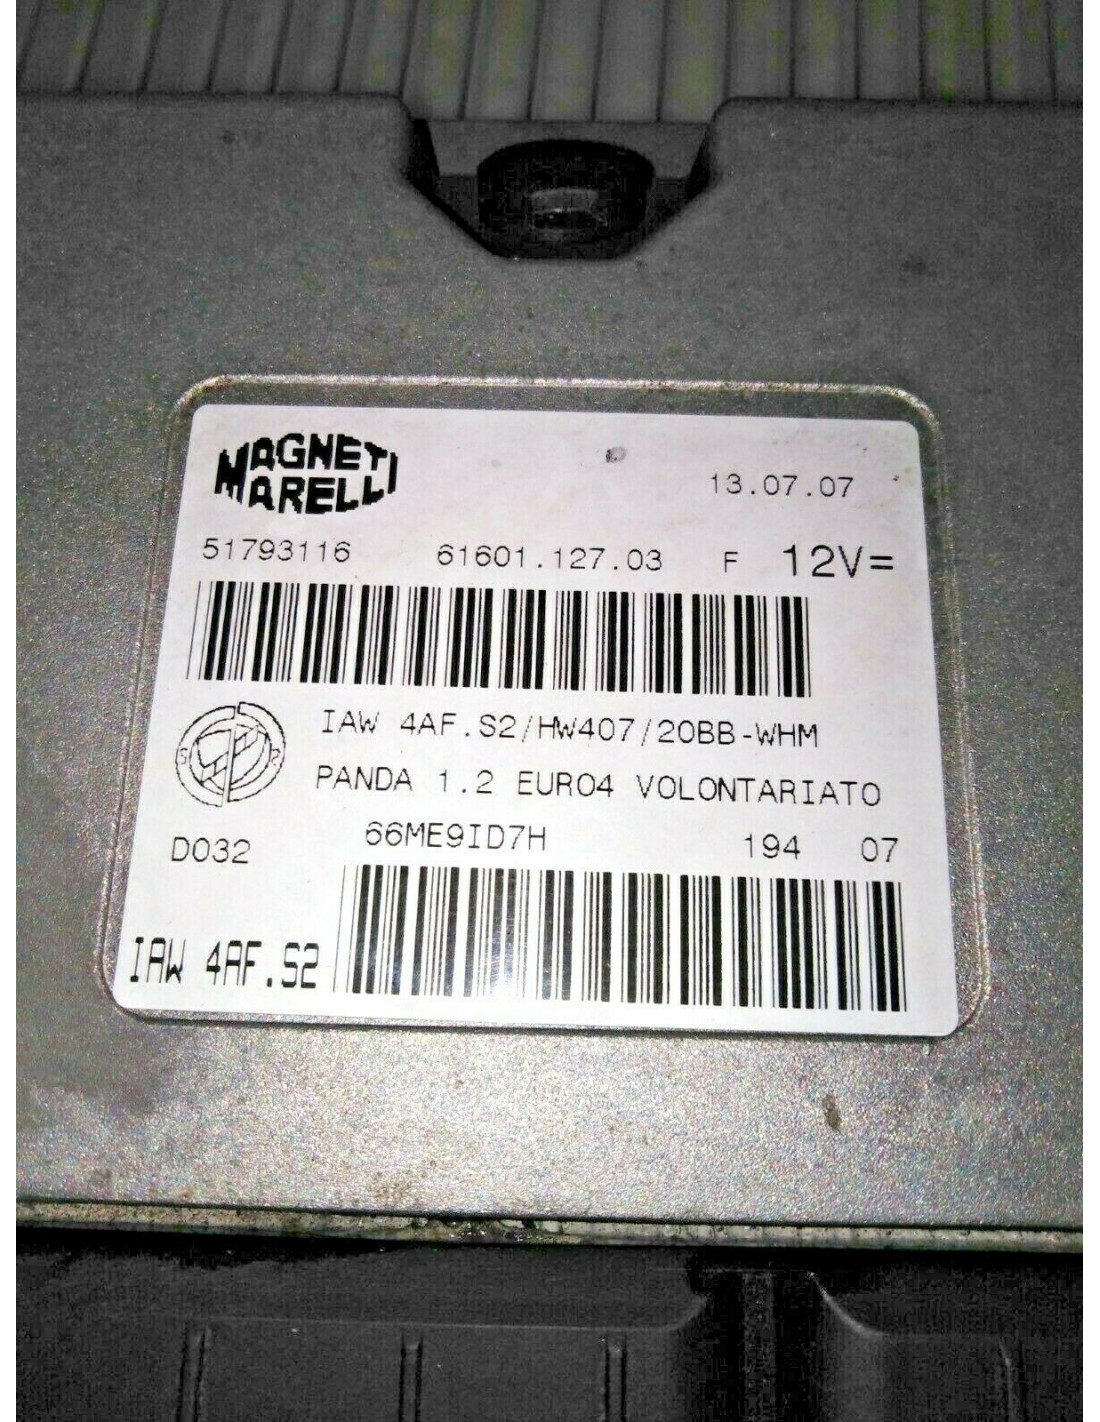 MAGNETI
MARELLI
13.07.07
51793116 61601.127.03 F 12V=
IAW 4AF.S2/HW407/20BB-WHM
PANDA 1.2 EURO4 VOLONTARIATO
D032 66ME9ID7H 194 07
IAW 4AF.S2